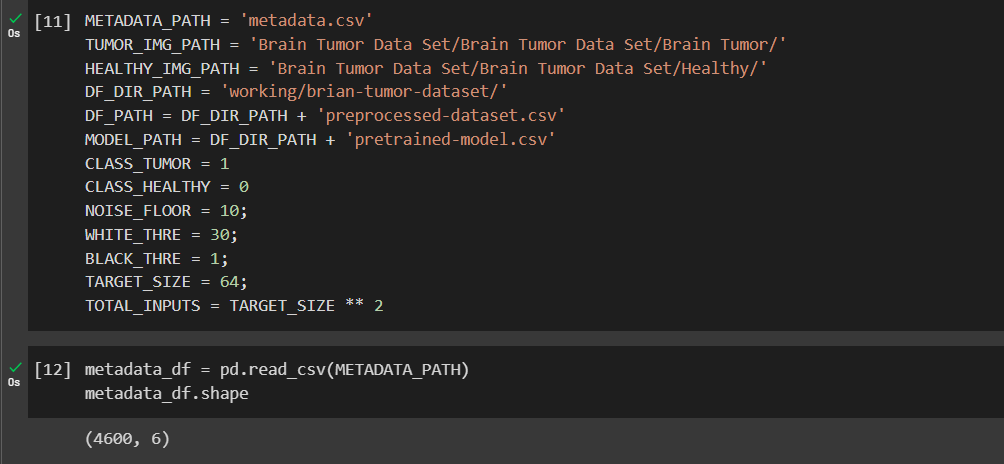 [11] METADATA_PATH = 'metadata.csv'
TUMOR_IMG_PATH = 'Brain Tumor Data Set/Brain Tumor Data Set/Brain Tumor/'
0s
HEALTHY_IMG_PATH = 'Brain Tumor Data Set/Brain Tumor Data Set/Healthy/'
DF_DIR_PATH = 'working/brian-tumor-dataset/'
DF_PATH = DF_DIR_PATH + 'preprocessed-dataset.csv'
MODEL_PATH = DF_DIR_PATH + 'pretrained-model.csv'
CLASS_TUMOR = 1
CLASS_HEALTHY = 0
NOISE_FLOOR = 10;
WHITE_THRE = 30;
BLACK_THRE = 1;
TARGET_SIZE = 64;
TOTAL_INPUTS = TARGET_SIZE ** 2
[12] metadata_df = pd.read_csv(METADATA_PATH)
0s
metadata_df.shape
(4600, 6)